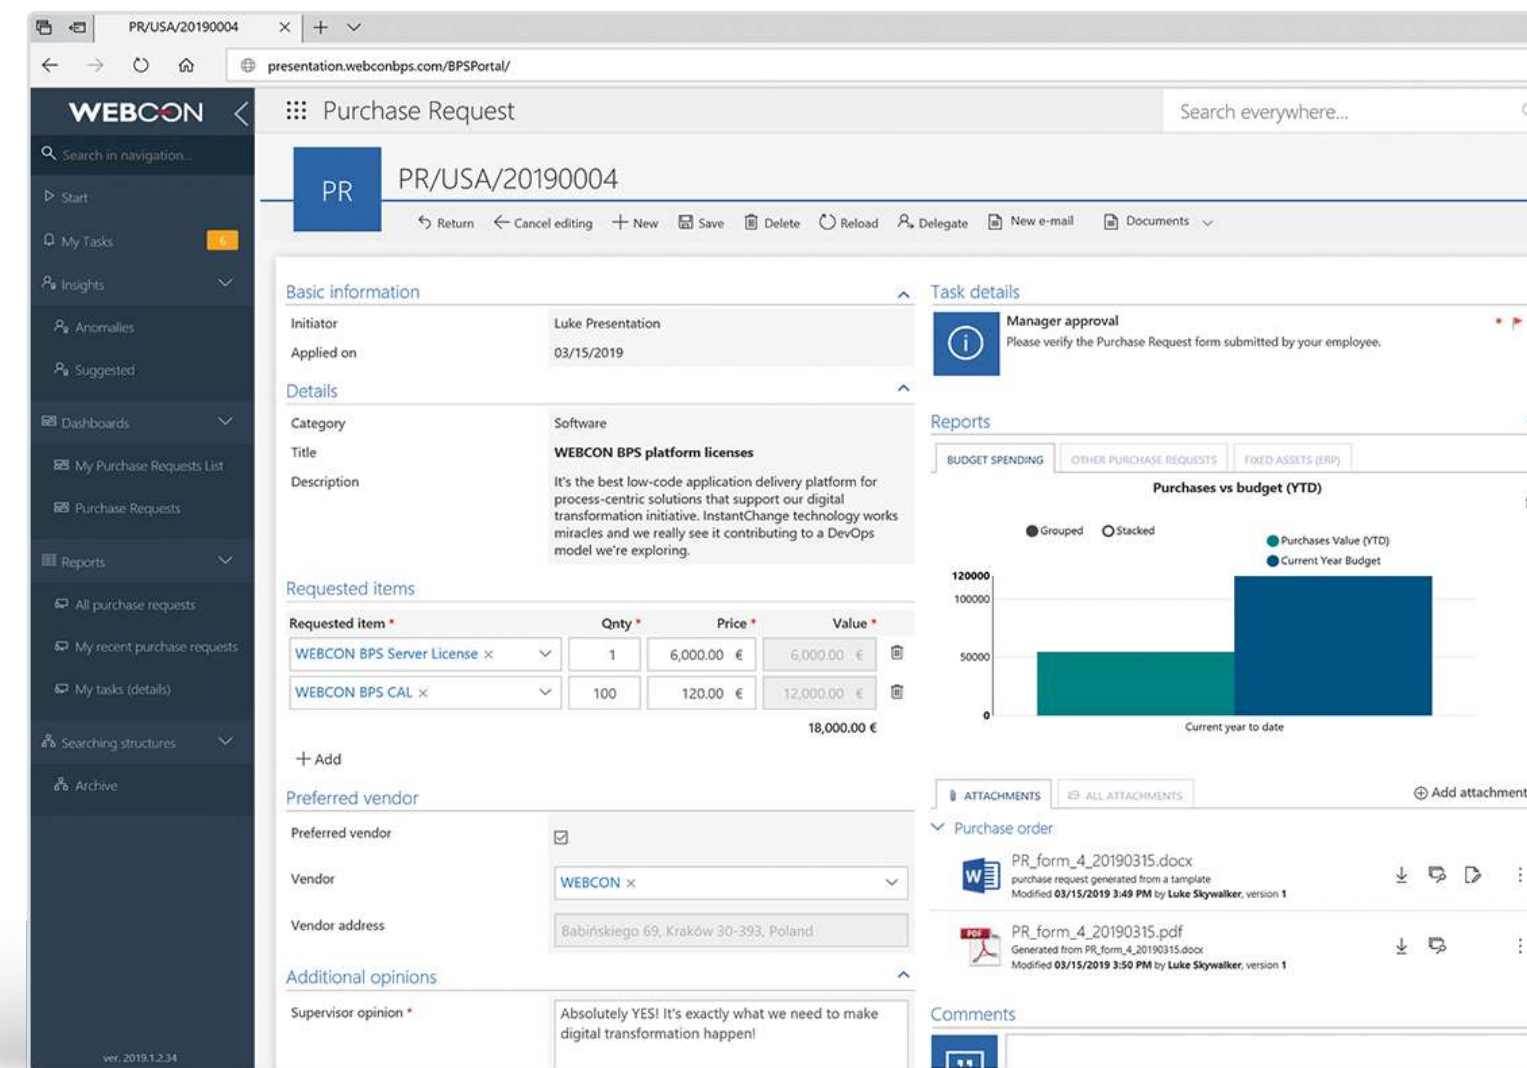 PR/USA/20190004
presentation.webconbps.com/BPSPortal/
WEBCON
Purchase Request
Search everywhere...
Search in navigation...
Start
My Tasks
6
Insights
Anomalies
Suggested
Dashboards
My Purchase Requests List
Purchase Requests
Reports
All purchase requests
My recent purchase requests
My tasks (details)
Searching structures
Archive
ver. 2019.1.2.34
PR
PR/USA/20190004
Return
Cancel editing
New
Save
Delete
Reload
Delegate
New e-mail
Documents
Basic information
Initiator
Luke Presentation
Applied on
03/15/2019
Details
Category
Software
Title
WEBCON BPS platform licenses
Description
It's the best low-code application delivery platform for
process-centric solutions that support our digital
transformation initiative. InstantChange technology works
miracles and we really see it contributing to a DevOps
model we're exploring.
Requested items
Requested item * Qnty * Price * Value *
WEBCON BPS Server License × 1 6,000.00 € 6,000.00 €
WEBCON BPS CAL × 100 120.00 € 12,000.00 €
18,000.00 €
+ Add
Preferred vendor
Preferred vendor
Vendor
WEBCON ×
Vendor address
Babińskiego 69, Kraków 30-393, Poland
Additional opinions
Supervisor opinion *
Absolutely YES! It's exactly what we need to make
digital transformation happen!
Task details
Manager approval
Please verify the Purchase Request form submitted by your employee.
Reports
BUDGET SPENDING
OTHER PURCHASE REQUESTS
FIXED ASSETS (ERP)
Purchases vs budget (YTD)
Grouped
Stacked
Purchases Value (YTD)
Current Year Budget
120000
100000
50000
0
Current year to date
ATTACHMENTS
ALL ATTACHMENTS
Add attachment
Purchase order
W
PR_form_4_20190315.docx
purchase request generated from a tamplate
Modified 03/15/2019 3:49 PM by Luke Skywalker, version 1
PDF
PR_form_4_20190315.pdf
Generated from PR_form_4_20190315.docx
Modified 03/15/2019 3:50 PM by Luke Skywalker, version 1
Comments